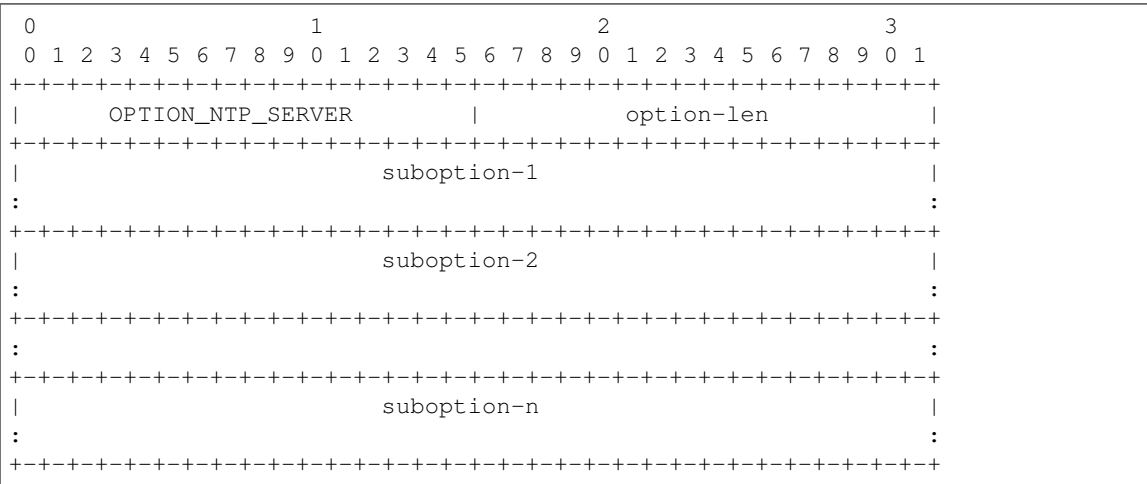 0                   1                   2                   3
 0 1 2 3 4 5 6 7 8 9 0 1 2 3 4 5 6 7 8 9 0 1 2 3 4 5 6 7 8 9 0 1
+-+-+-+-+-+-+-+-+-+-+-+-+-+-+-+-+-+-+-+-+-+-+-+-+-+-+-+-+-+-+-+-+
|      OPTION_NTP_SERVER        |          option-len           |
+-+-+-+-+-+-+-+-+-+-+-+-+-+-+-+-+-+-+-+-+-+-+-+-+-+-+-+-+-+-+-+-+
|                         suboption-1                           |
:                                                               :
+-+-+-+-+-+-+-+-+-+-+-+-+-+-+-+-+-+-+-+-+-+-+-+-+-+-+-+-+-+-+-+-+
|                         suboption-2                           |
:                                                               :
+-+-+-+-+-+-+-+-+-+-+-+-+-+-+-+-+-+-+-+-+-+-+-+-+-+-+-+-+-+-+-+-+
:                                                               :
+-+-+-+-+-+-+-+-+-+-+-+-+-+-+-+-+-+-+-+-+-+-+-+-+-+-+-+-+-+-+-+-+
|                         suboption-n                           |
:                                                               :
+-+-+-+-+-+-+-+-+-+-+-+-+-+-+-+-+-+-+-+-+-+-+-+-+-+-+-+-+-+-+-+-+